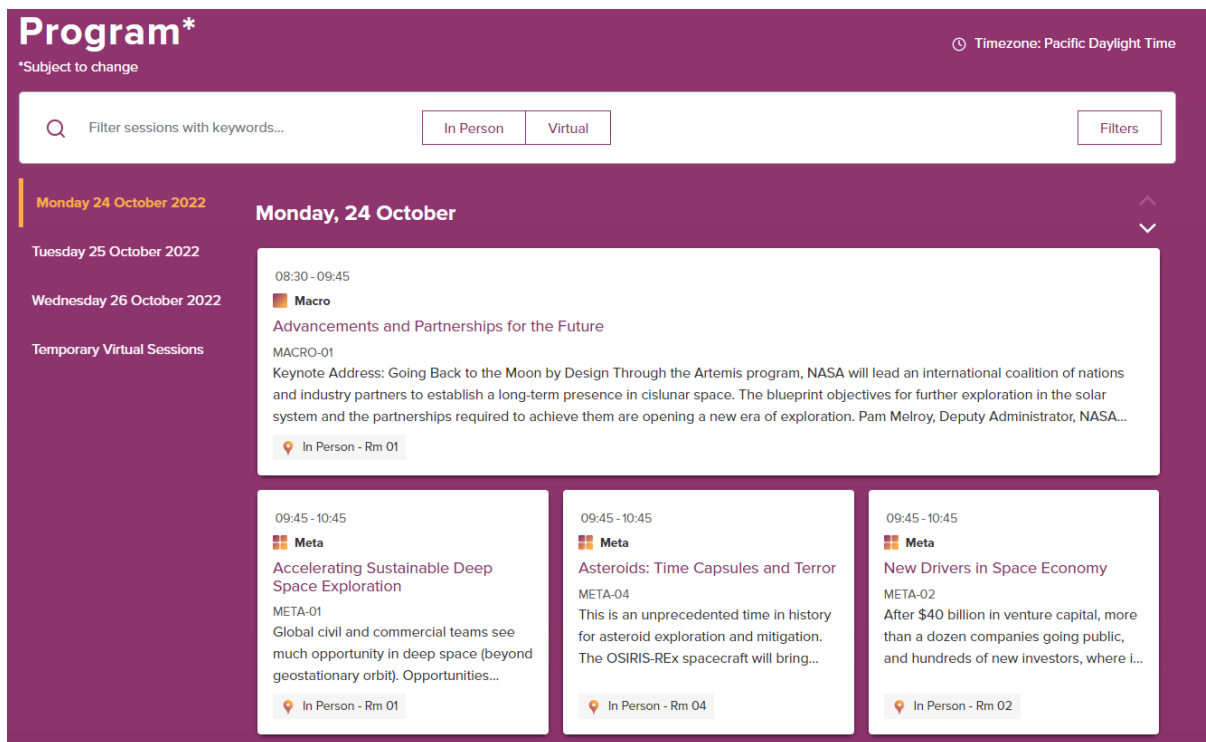 Program*
*Subject to change
Timezone: Pacific Daylight Time
Filter sessions with keywords...
In Person
Virtual
Filters
Monday 24 October 2022
Tuesday 25 October 2022
Wednesday 26 October 2022
Temporary Virtual Sessions
Monday, 24 October
08:30 - 09:45
Macro
Advancements and Partnerships for the Future
MACRO-01
Keynote Address: Going Back to the Moon by Design Through the Artemis program, NASA will lead an international coalition of nations
and industry partners to establish a long-term presence in cislunar space. The blueprint objectives for further exploration in the solar
system and the partnerships required to achieve them are opening a new era of exploration. Pam Melroy, Deputy Administrator, NASA...
In Person - Rm 01
09:45 - 10:45
Meta
Accelerating Sustainable Deep
Space Exploration
META-01
Global civil and commercial teams see
much opportunity in deep space (beyond
geostationary orbit). Opportunities...
In Person - Rm 01
09:45 - 10:45
Meta
Asteroids: Time Capsules and Terror
META-04
This is an unprecedented time in history
for asteroid exploration and mitigation.
The OSIRIS-REx spacecraft will bring...
In Person - Rm 04
09:45 - 10:45
Meta
New Drivers in Space Economy
META-02
After $40 billion in venture capital, more
than a dozen companies going public,
and hundreds of new investors, where i...
In Person - Rm 02